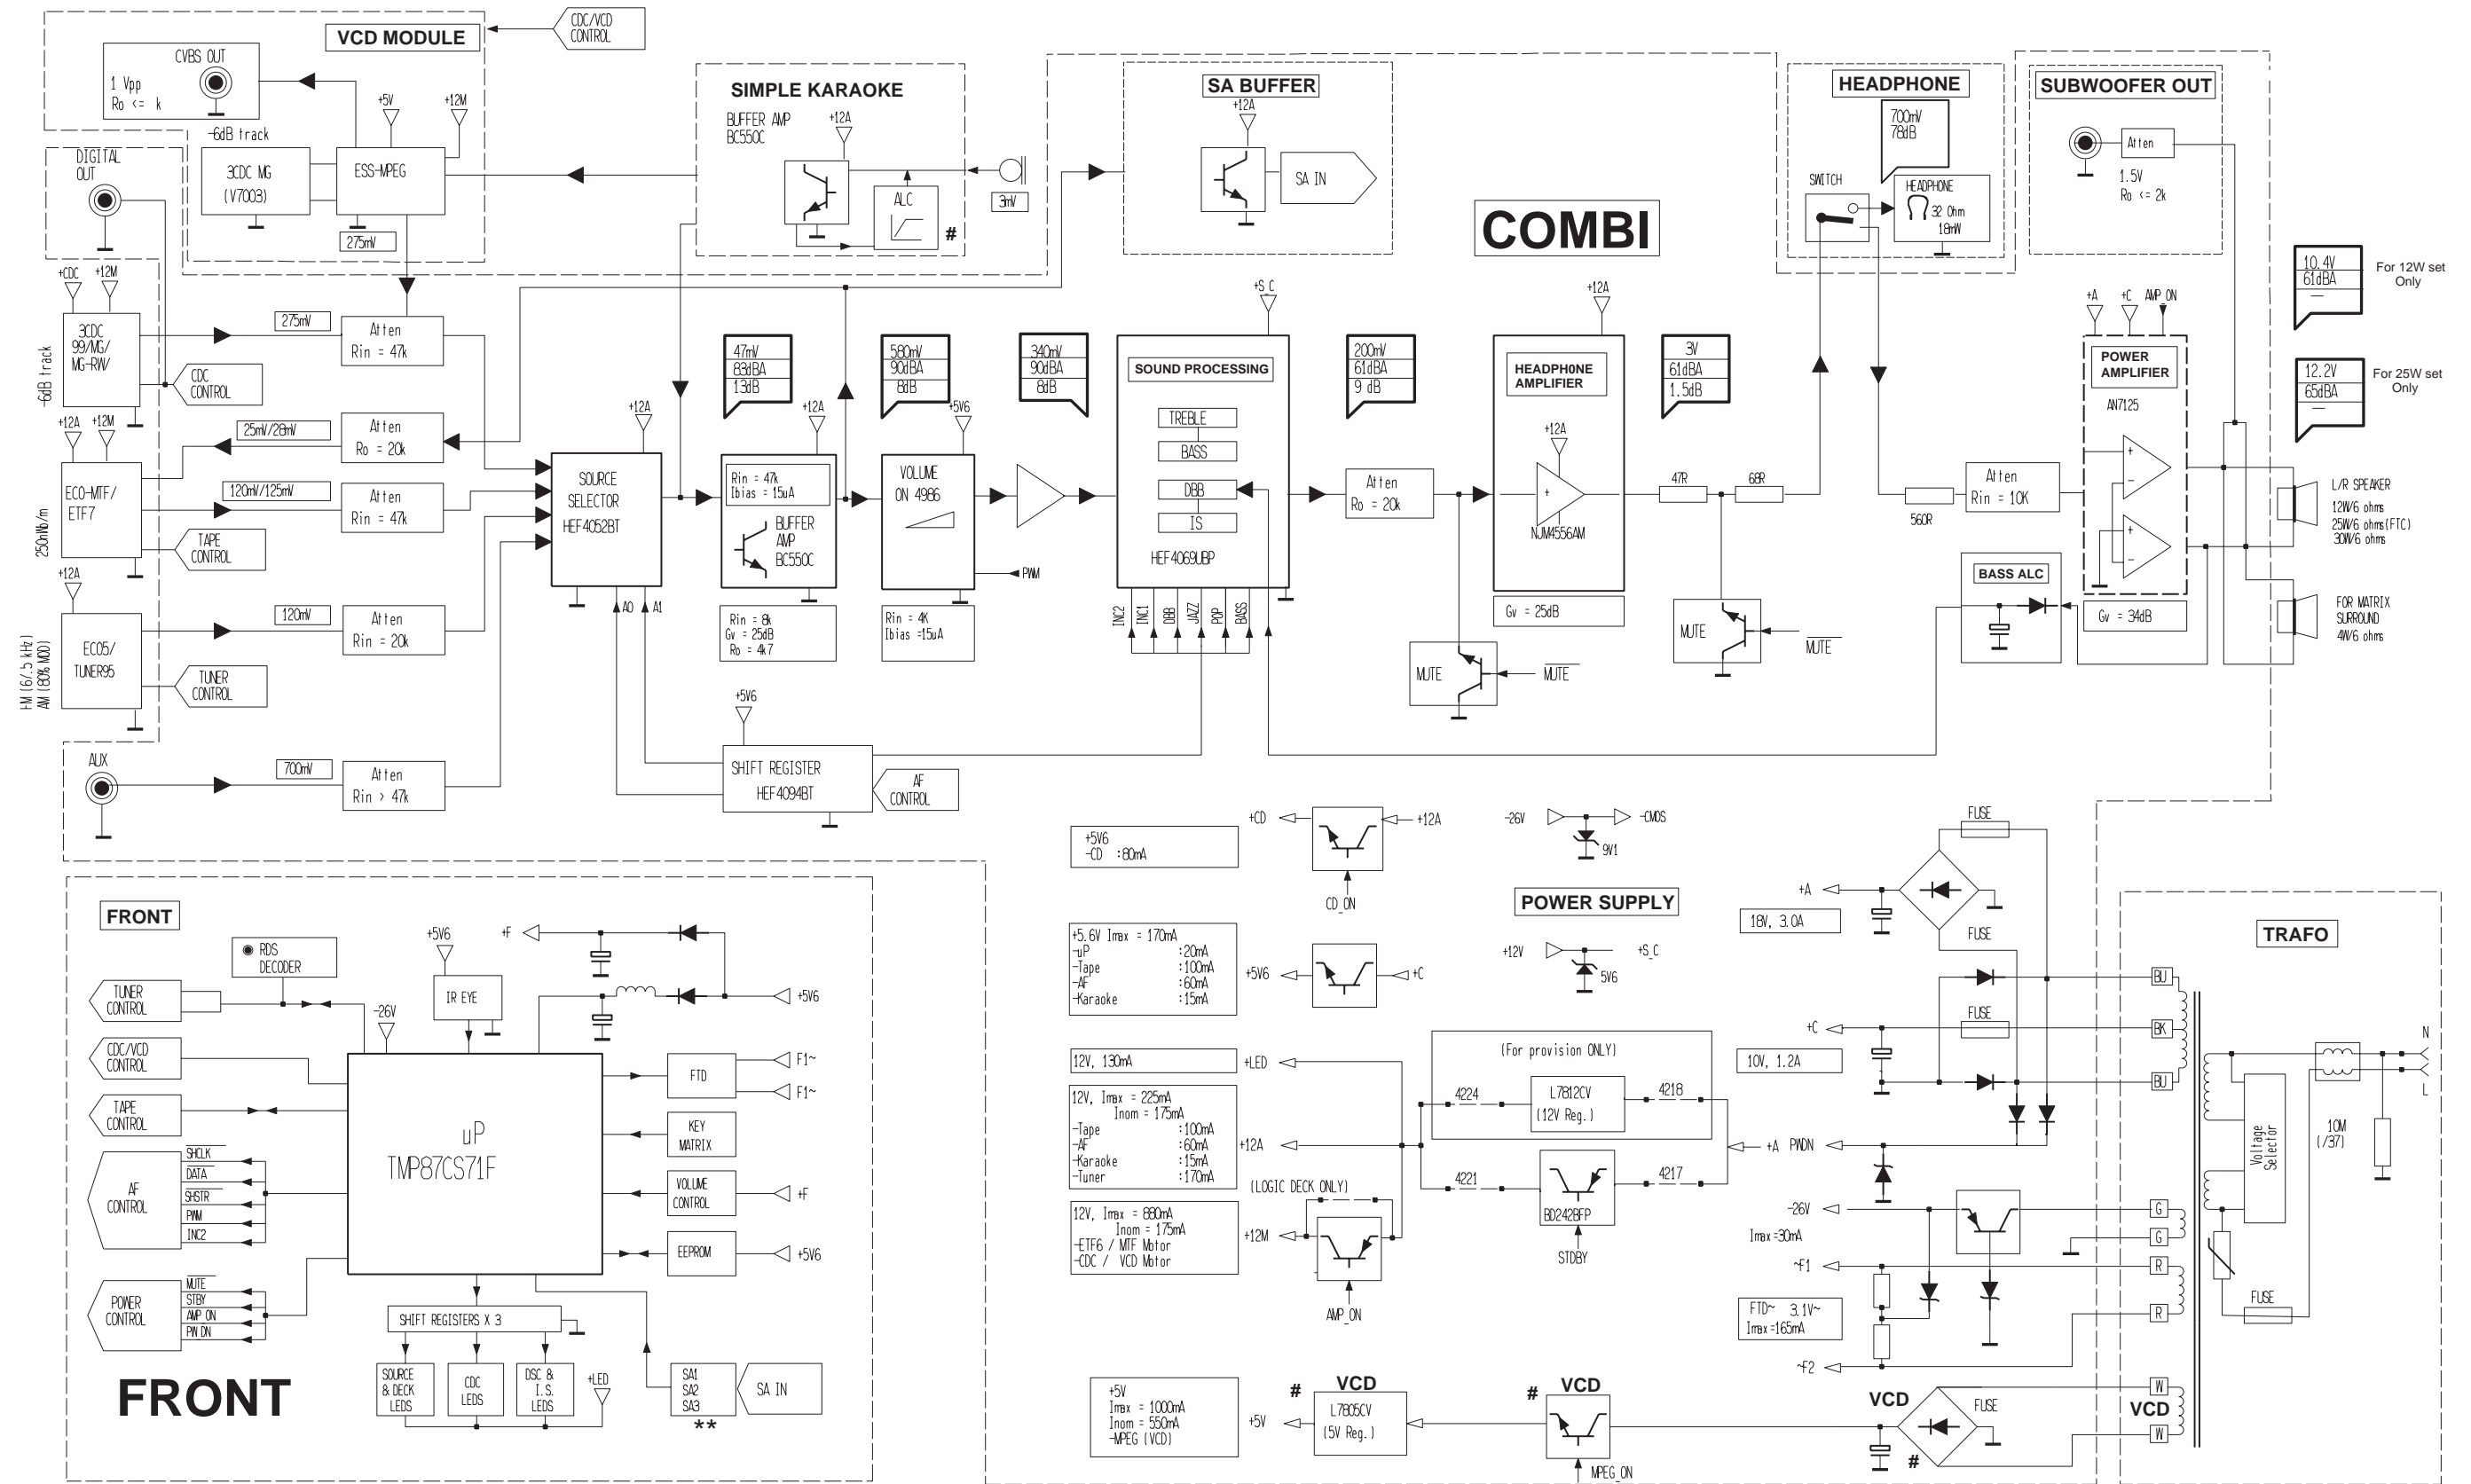 VCD MODULE
CDC/VCD
CONTROL
CVBS OUT
1 Vpp
Ro <= k
+5V
+12M
-6dB track
3CDC MG
(V7003)
ESS-MPEG
275mV
DIGITAL
OUT
SIMPLE KARAOKE
BUFFER AMP
BC550C
+12A
ALC
#
3mV
SA BUFFER
+12A
SA IN
COMBI
HEADPHONE
700mV
78dB
SWITCH
HEADPHONE
32 Ohm
18mW
SUBWOOFER OUT
Atten
1.5V
Ro <= 2k
10.4V
61dBA
—
For 12W set
Only
12.2V
65dBA
—
For 25W set
Only
+CDC
+12M
3CDC
99/MG/
MG-RW/
-6dB track
CDC
CONTROL
275mV
Atten
Rin = 47k
+12A
+12M
ECO-MTF/
ETF7
250nWb/m
25mV/28mV
Atten
Ro = 20k
120mV/125mV
Atten
Rin = 47k
TAPE
CONTROL
+12A
ECO5/
TUNER95
FM (67.5 kHz)
AM (80% MOD)
120mV
Atten
Rin = 20k
TUNER
CONTROL
AUX
700mV
Atten
Rin > 47k
+12A
SOURCE
SELECTOR
HEF4052BT
A0
A1
47mV
83dBA
13dB
+12A
Rin = 47k
Ibias = 15uA
BUFFER
AMP
BC550C
Rin = 8k
Gv = 25dB
Ro = 4k7
580mV
90dBA
8dB
+5V6
VOLUME
ON 4986
PWM
Rin = 4K
Ibias =15uA
340mV
90dBA
8dB
+S_C
SOUND PROCESSING
TREBLE
BASS
DBB
IS
HEF4069UBP
INC2
INC1
DBB
JAZZ
POP
BASS
+5V6
SHIFT REGISTER
HEF4094BT
AF
CONTROL
200mV
61dBA
9 dB
Atten
Ro = 20k
+12A
HEADPHONE
AMPLIFIER
+12A
+
NJM4556AM
Gv = 25dB
3V
61dBA
1.5dB
47R
68R
MUTE
MUTE
MUTE
MUTE
560R
Atten
Rin = 10K
+A
+C
AMP_ON
POWER
AMPLIFIER
AN7125
+
-
+
-
Gv = 34dB
BASS ALC
L/R SPEAKER
12W/6 ohms
25W/6 ohms(FTC)
30W/6 ohms
FOR MATRIX
SURROUND
4W/6 ohms
+5V6
-CD :80mA
+CD
+12A
CD_ON
-26V
-CMOS
9V1
POWER SUPPLY
+12V
+S_C
5V6
+5.6V Imax = 170mA
-uP :20mA
-Tape :100mA
-AF :60mA
-Karaoke :15mA
+5V6
+C
12V, 130mA
+LED
12V, Imax = 225mA
Inom = 175mA
-Tape :100mA
-AF :60mA
-Karaoke :15mA
-Tuner :170mA
+12A
(For provision ONLY)
4224
L7812CV
(12V Reg.)
4218
+A
4221
BD242BFP
4217
STDBY
(LOGIC DECK ONLY)
12V, Imax = 880mA
Inom = 175mA
-ETF6 / MTF Motor
-CDC / VCD Motor
+12M
AMP_ON
+5V
Imax = 1000mA
Inom = 550mA
-MPEG (VCD)
+5V
#
VCD
L7805CV
(5V Reg.)
#
VCD
MPEG_ON
VCD
#
FUSE
FUSE
+A
18V, 3.0A
FUSE
FUSE
+C
10V, 1.2A
PWDN
-26V
Imax=30mA
~F1
FTD~ 3.1V~
Imax=165mA
~F2
TRAFO
BU
BK
BU
G
G
R
R
W
VCD
W
Voltage
Selector
FUSE
10M
(/37)
N
L
FRONT
RDS
DECODER
TUNER
CONTROL
CDC/VCD
CONTROL
TAPE
CONTROL
AF
CONTROL
SHCLK
DATA
SHSTR
PWM
INC2
POWER
CONTROL
MUTE
STBY
AMP_ON
PW_DN
+5V6
IR EYE
-26V
+F
+5V6
uP
TMP87CS71F
FTD
F1~
F1~
KEY
MATRIX
VOLUME
CONTROL
+F
EEPROM
+5V6
SHIFT REGISTERS X 3
SOURCE
& DECK
LEDS
CDC
LEDS
DSC &
I.S.
LEDS
+LED
SA1
SA2
SA3
**
SA IN
FRONT